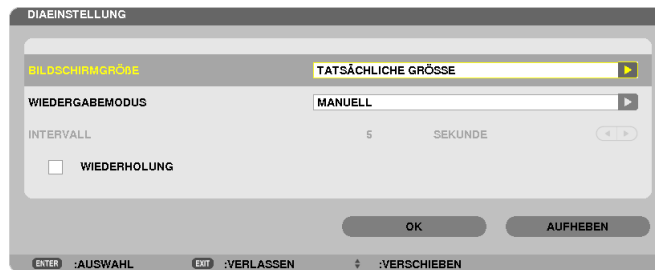 DIAEINSTELLUNG
BILDSCHIRMGRÖßE TATSÄCHLICHE GRÖSSE
WIEDERGABEMODUS MANUELL
INTERVALL 5 SEKUNDE
WIEDERHOLUNG
OK AUFHEBEN
ENTER :AUSWAHL EXIT :VERLASSEN :VERSCHIEBEN